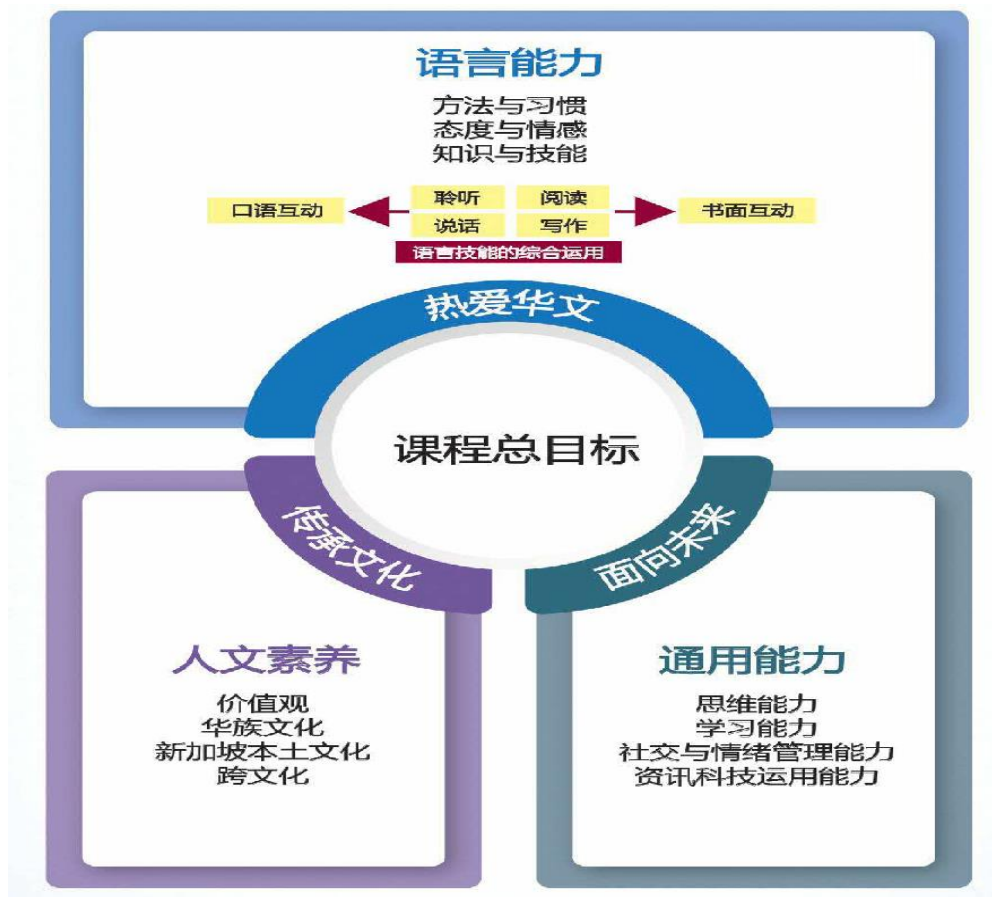 语言能力
方法与习惯
态度与情感
知识与技能
口语互动
聆听
阅读
书面互动
说话
写作
语言技能的综合运用
热爱华文
课程总目标
传承文化
面向未来
人文素养
价值观
华族文化
新加坡本土文化
跨文化
通用能力
思维能力
学习能力
社交与情绪管理能力
资讯科技运用能力